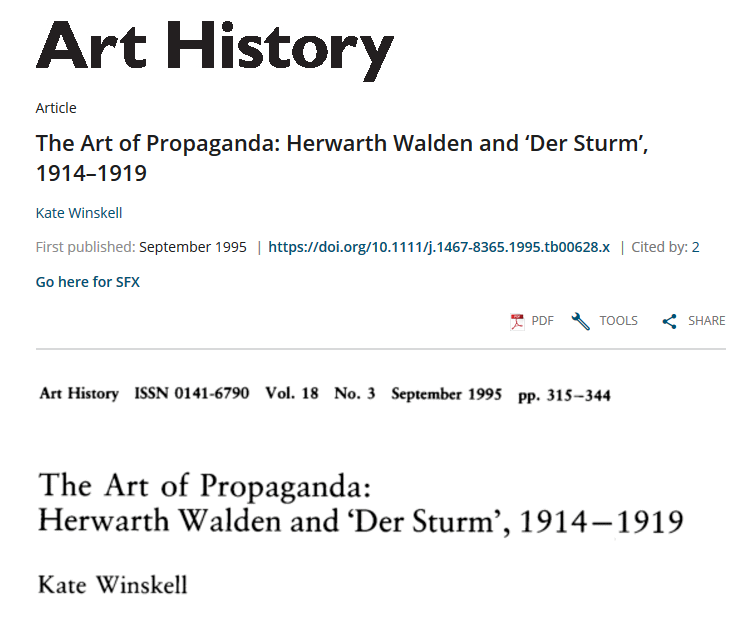 Art History
Article
The Art of Propaganda: Herwarth Walden and ‘Der Sturm’,
1914–1919
Kate Winskell
First published: September 1995 | https://doi.org/10.1111/j.1467-8365.1995.tb00628.x | Cited by: 2
Go here for SFX
PDF TOOLS SHARE
Art History ISSN 0141-6790 Vol. 18 No. 3 September 1995 pp. 315–344
The Art of Propaganda:
Herwarth Walden and ‘Der Sturm’, 1914–1919
Kate Winskell